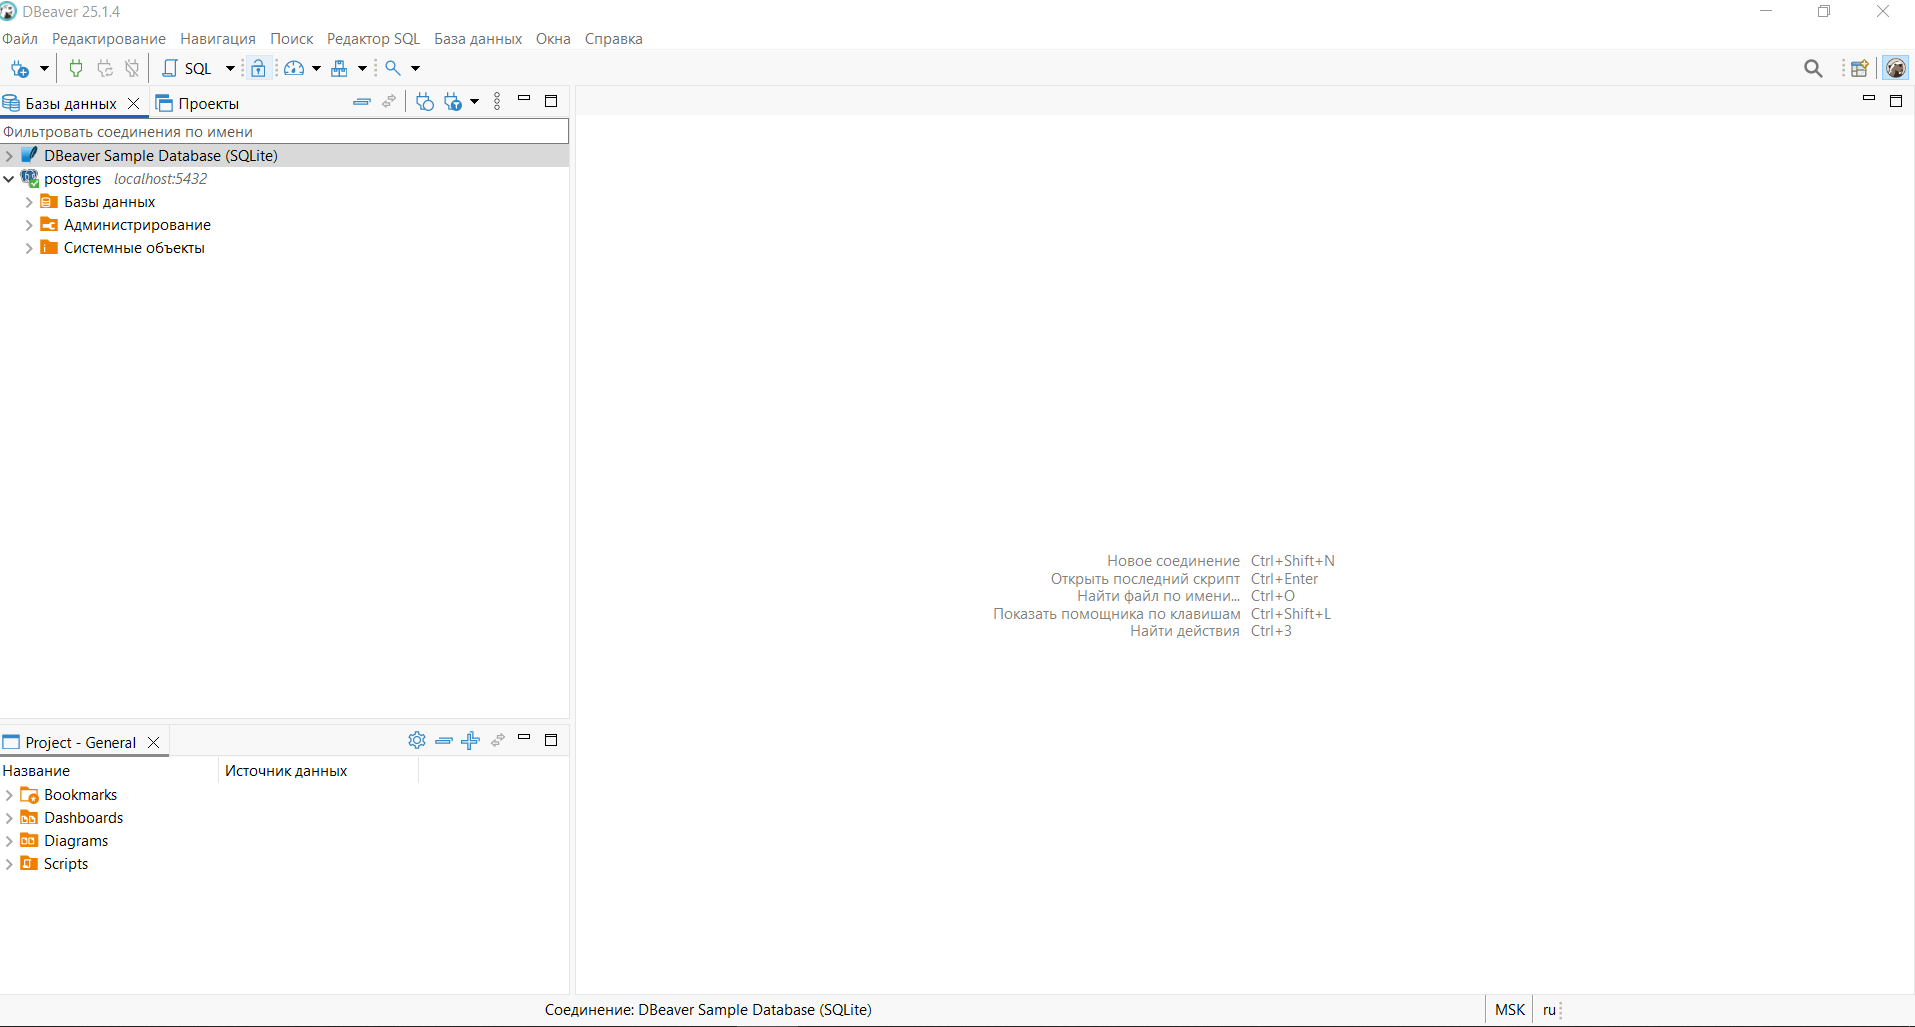 DBeaver 25.1.4
Файл Редактирование Навигация Поиск Редактор SQL База данных Окна Справка
SQL
Базы данных Проекты
Фильтровать соединения по имени
DBeaver Sample Database (SQLite)
postgres localhost:5432
Базы данных
Администрирование
Системные объекты
Новое соединение Ctrl+Shift+N
Открыть последний скрипт Ctrl+Enter
Найти файл по имени... Ctrl+O
Показать помощника по клавишам Ctrl+Shift+L
Найти действия Ctrl+3
Project - General
Название Источник данных
Bookmarks
Dashboards
Diagrams
Scripts
Соединение: DBeaver Sample Database (SQLite) MSK ru